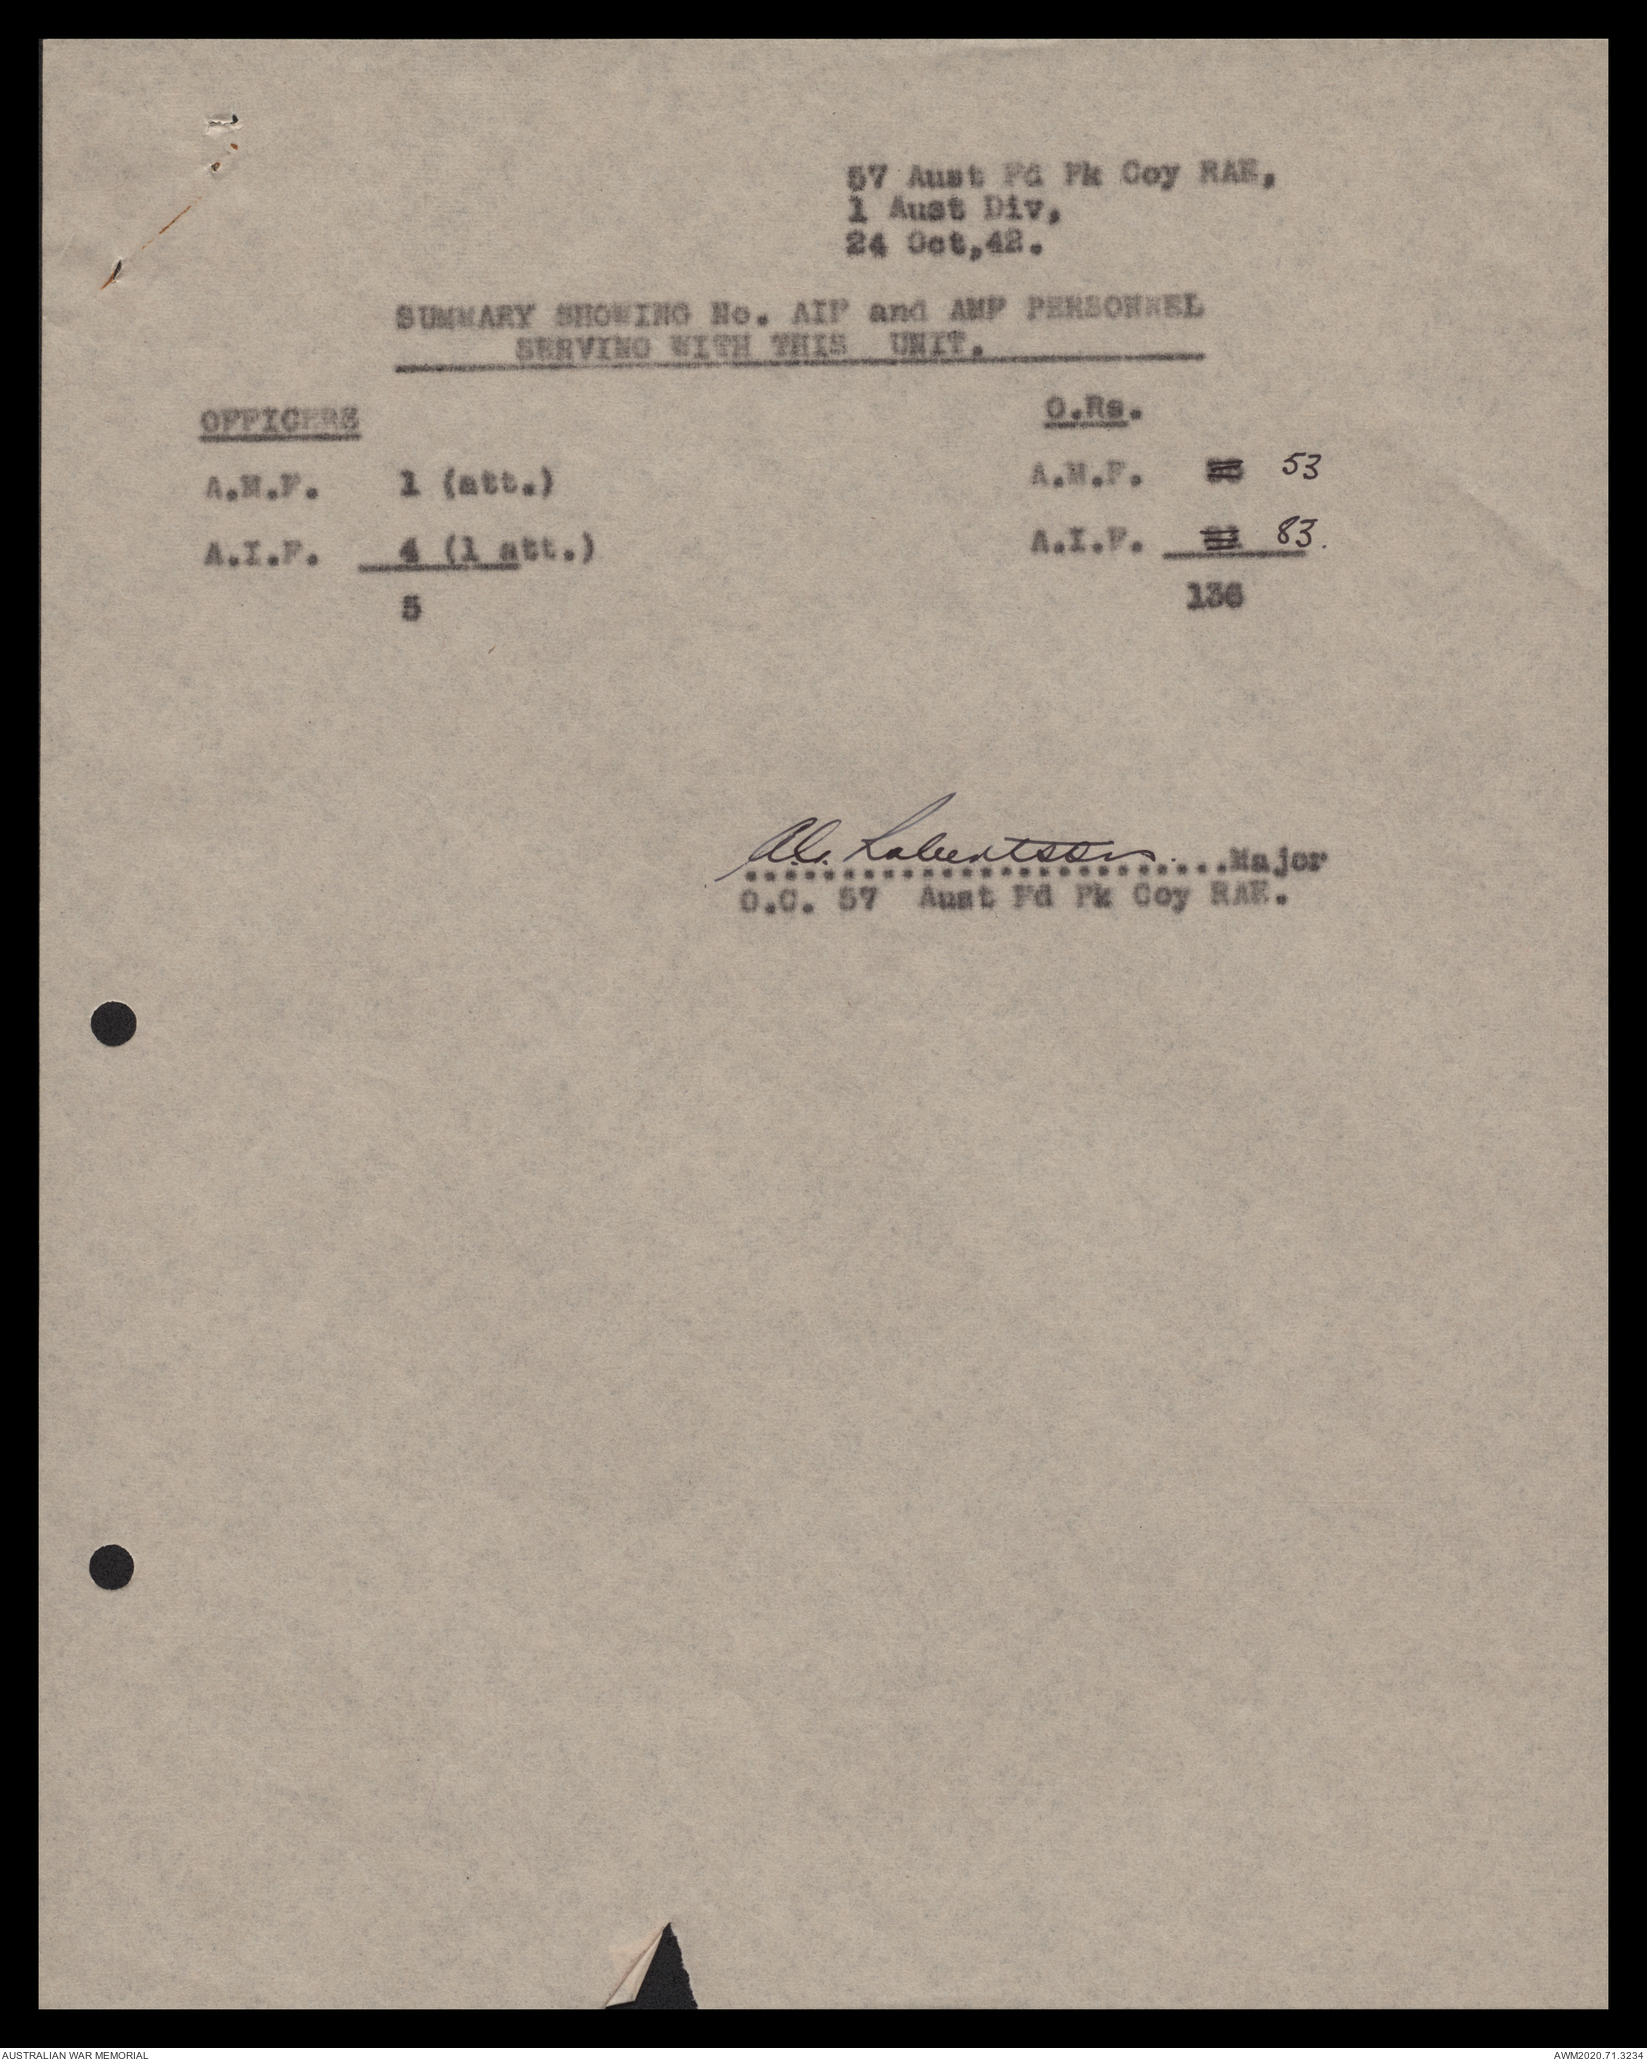 57 Aust Fd Pk Coy RAE,
1 Aust Div,
24 Oct,42.
SUMMARY SHOWING No. AIF and AMF PERSONNEL
SERVING WITH THIS UNIT.
OFFICERS O.Rs.
A.M.F. 1 (att.) A.M.F. 53
A.I.F. 4 (1 att.) A.I.F. 83.
5 136
Robertson.......Major
O.C. 57 Aust Fd Pk Coy RAE.
AUSTRALIAN WAR MEMORIAL AWM2020.71.3234